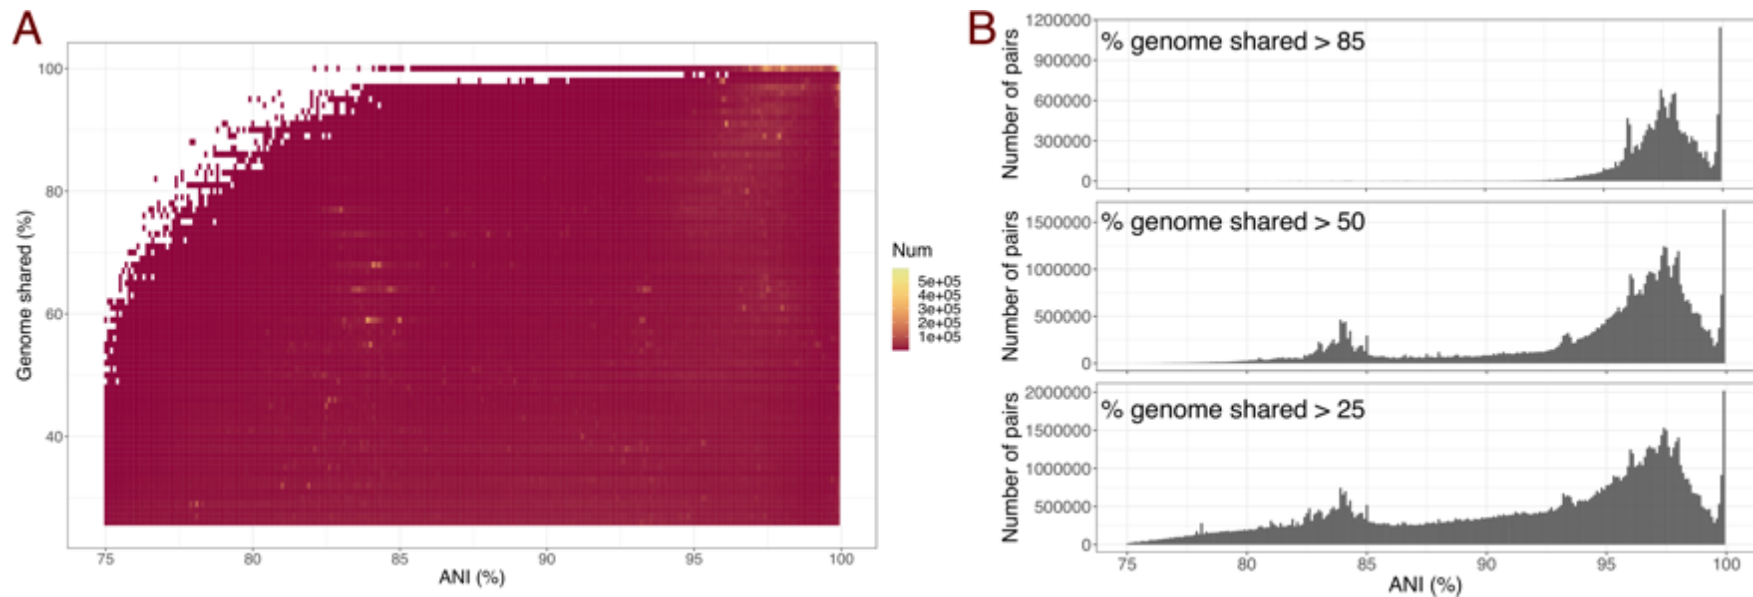 A
100
80
60
40
Genome shared (%)
75
80
85
90
95
100
ANI (%)
Num
5e+05
4e+05
3e+05
2e+05
1e+05
B
% genome shared > 85
Number of pairs
1200000
900000
600000
300000
0
% genome shared > 50
Number of pairs
1500000
1000000
500000
0
% genome shared > 25
Number of pairs
2000000
1500000
1000000
500000
0
75
80
85
90
95
100
ANI (%)